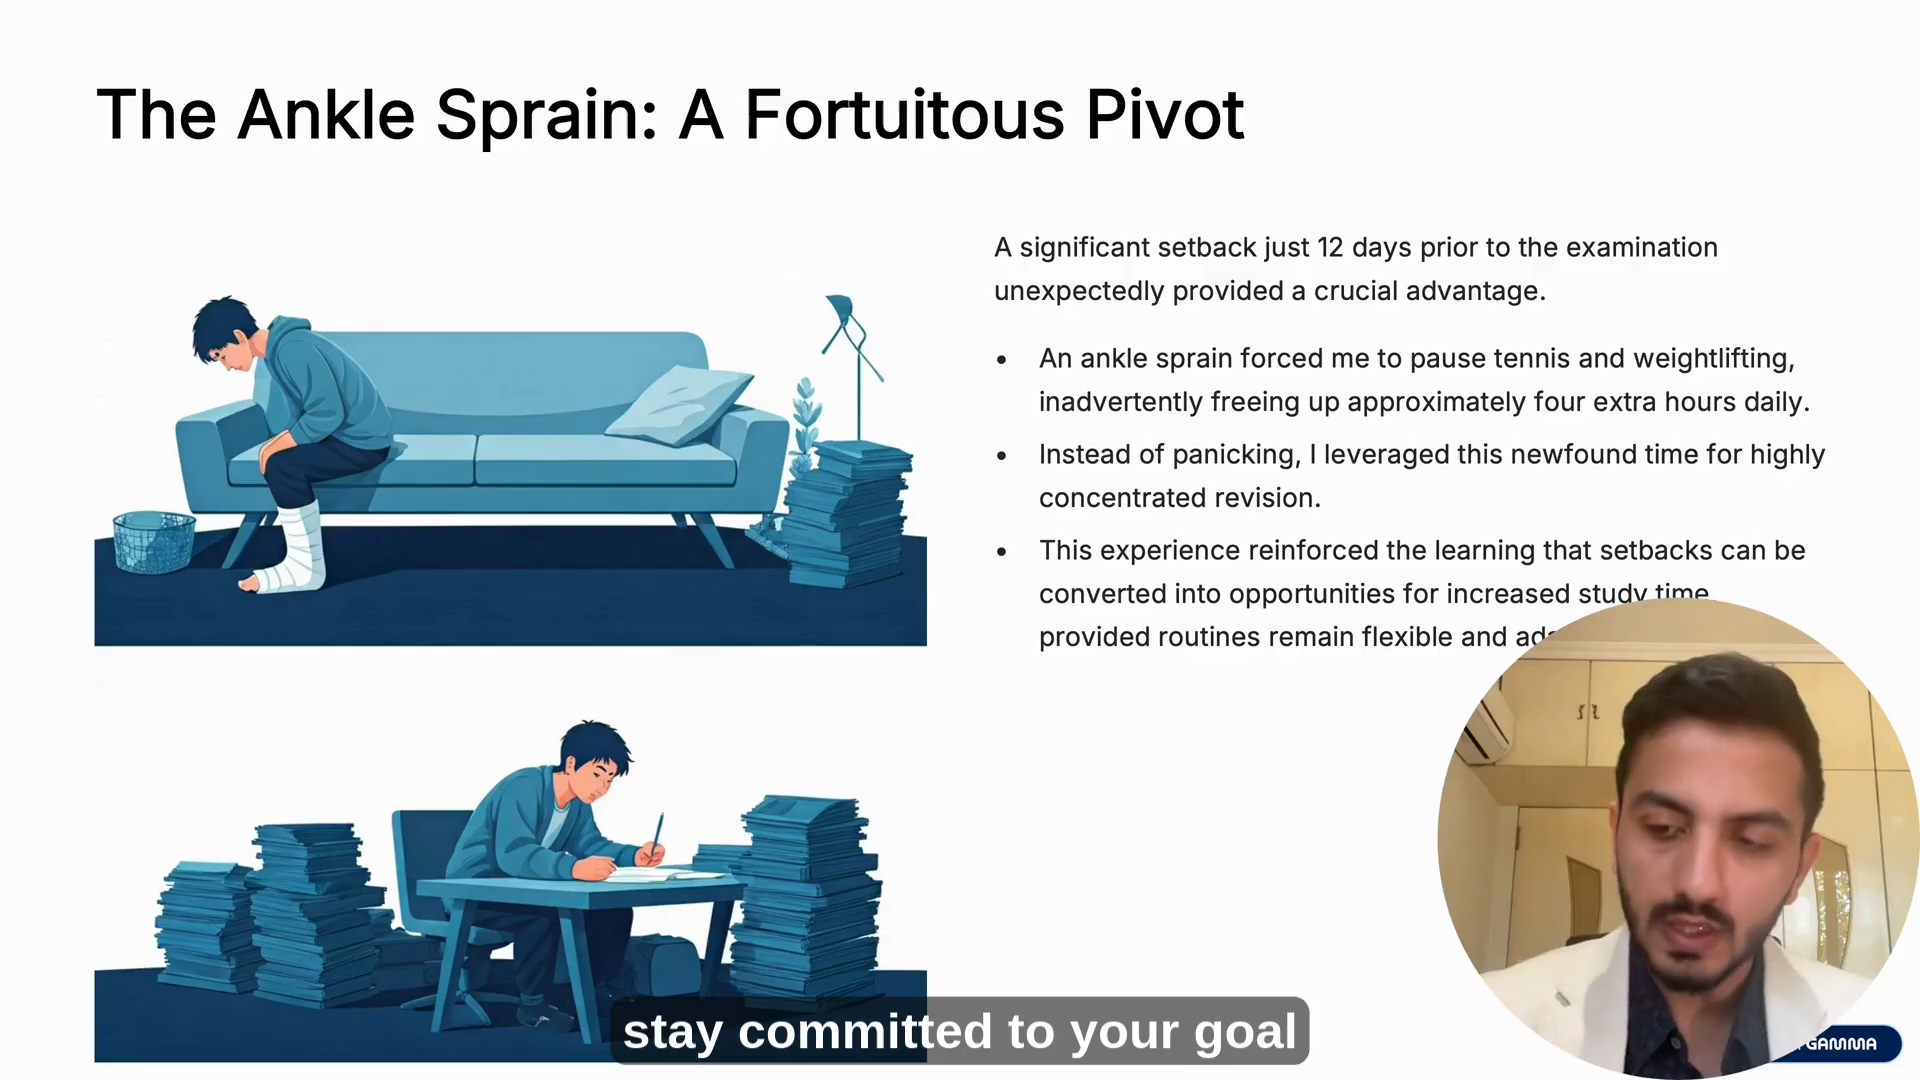 The Ankle Sprain: A Fortuitous Pivot
A significant setback just 12 days prior to the examination
unexpectedly provided a crucial advantage.
• An ankle sprain forced me to pause tennis and weightlifting,
inadvertently freeing up approximately four extra hours daily.
• Instead of panicking, I leveraged this newfound time for highly
concentrated revision.
• This experience reinforced the learning that setbacks can be
converted into opportunities for increased study time
provided routines remain flexible and
stay committed to your goal
GAMMA